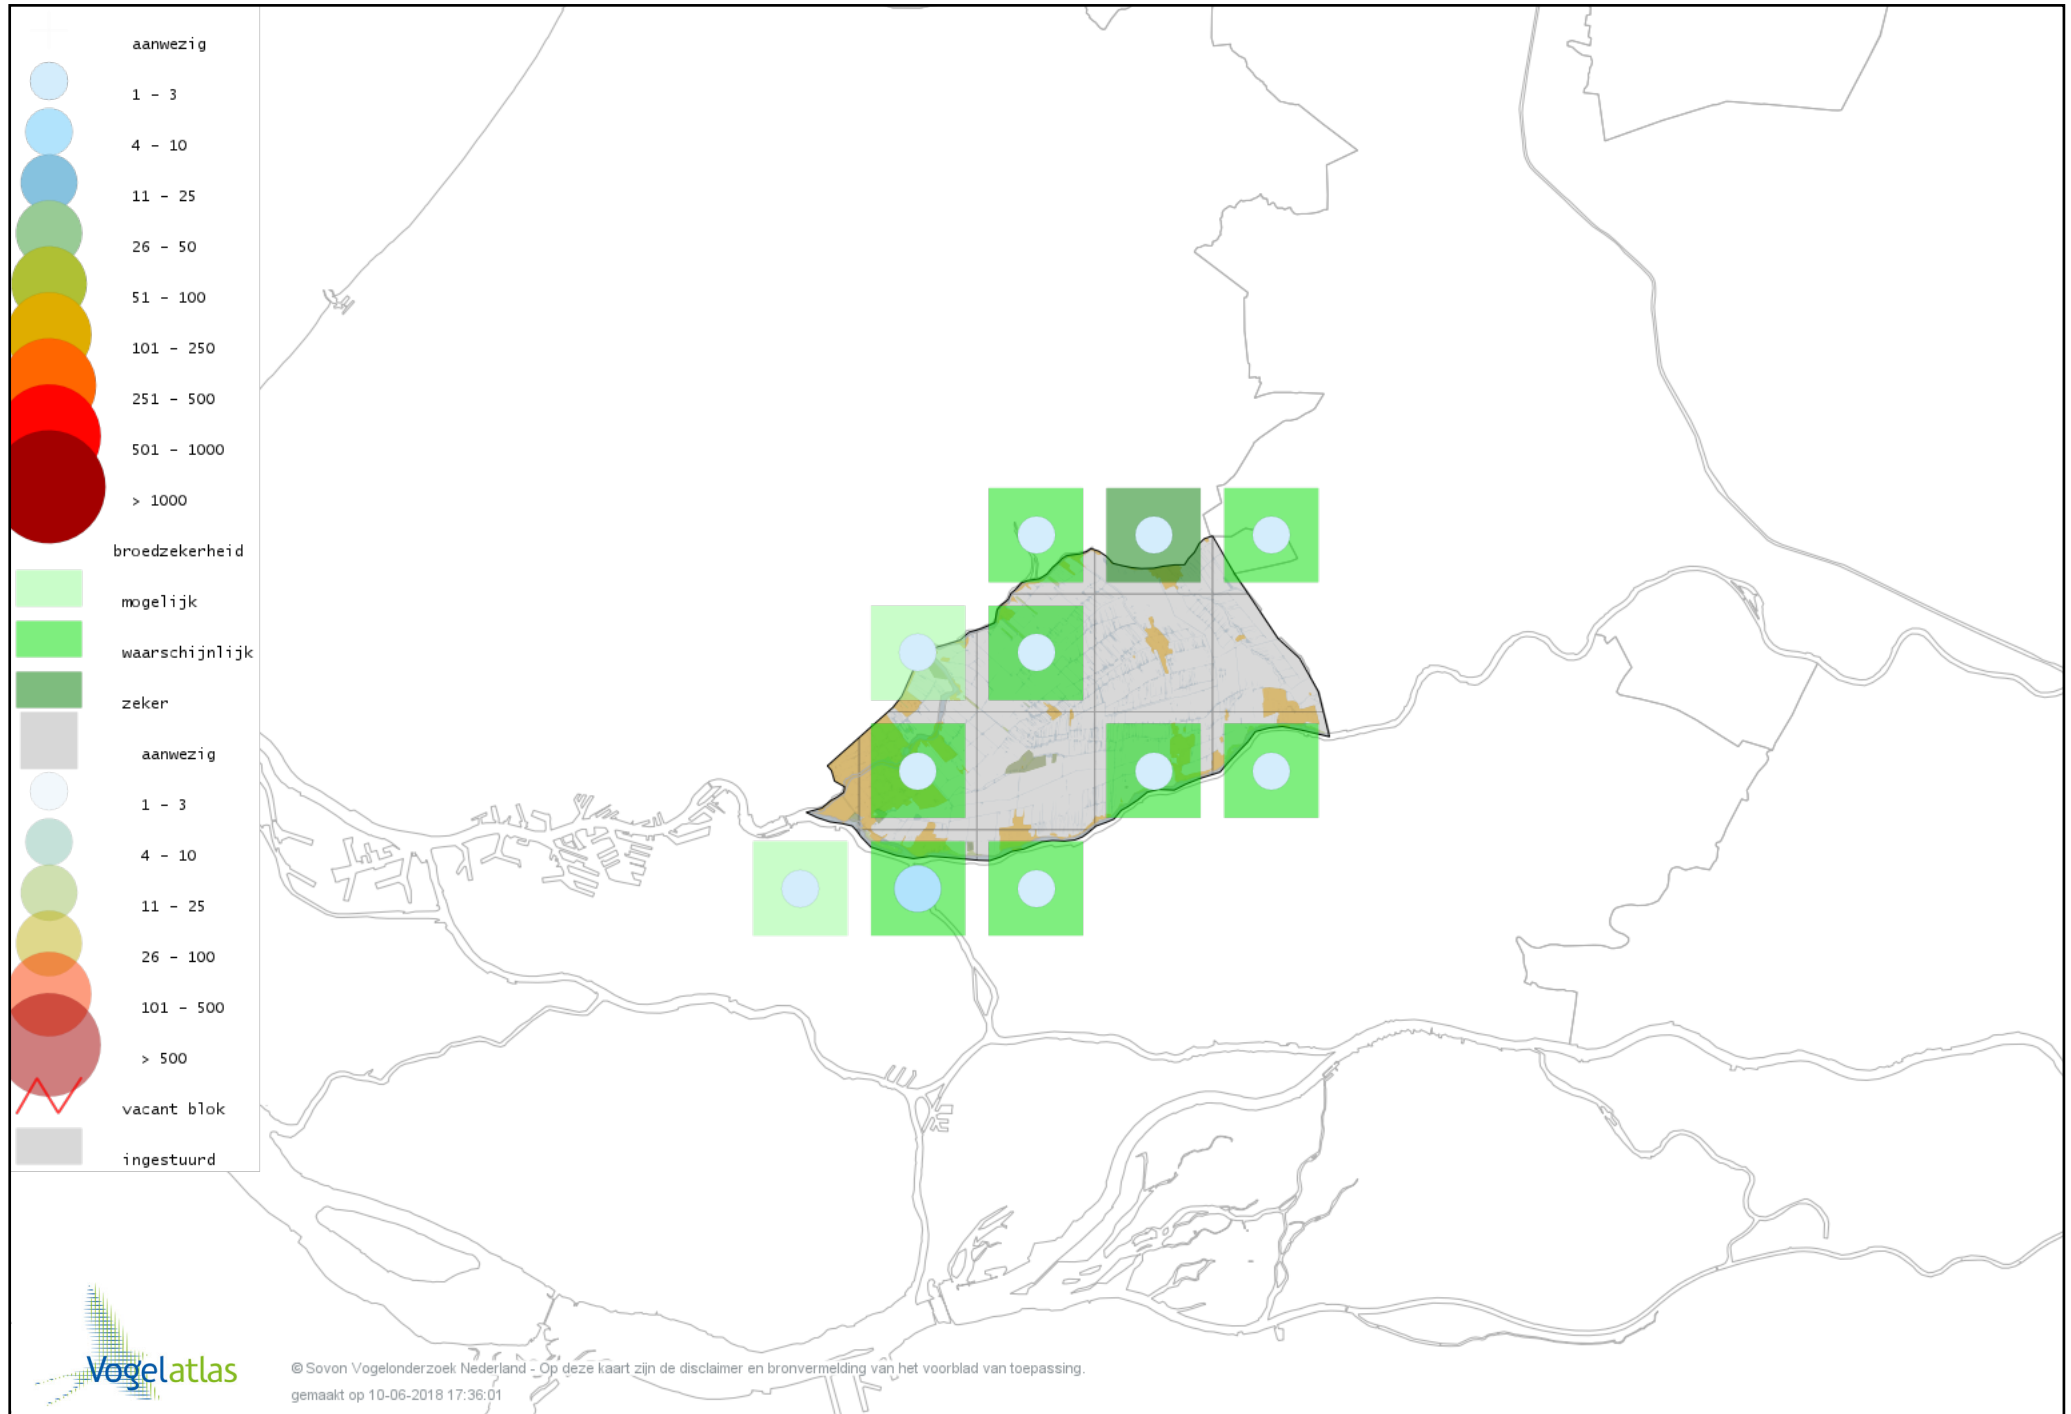 aanwezig
1 – 3
4 – 10
11 – 25
26 – 50
51 – 100
101 – 250
251 – 500
501 – 1000
> 1000
broedzekerheid
mogelijk
waarschijnlijk
zeker
aanwezig
1 – 3
4 – 10
11 – 25
26 – 100
101 – 500
> 500
vacant blok
ingestuurd
Vogelatlas
© Sovon Vogelonderzoek Nederland - Op deze kaart zijn de disclaimer en bronvermelding van het voorblad van toepassing.
gemaakt op 10-06-2018 17:36:01